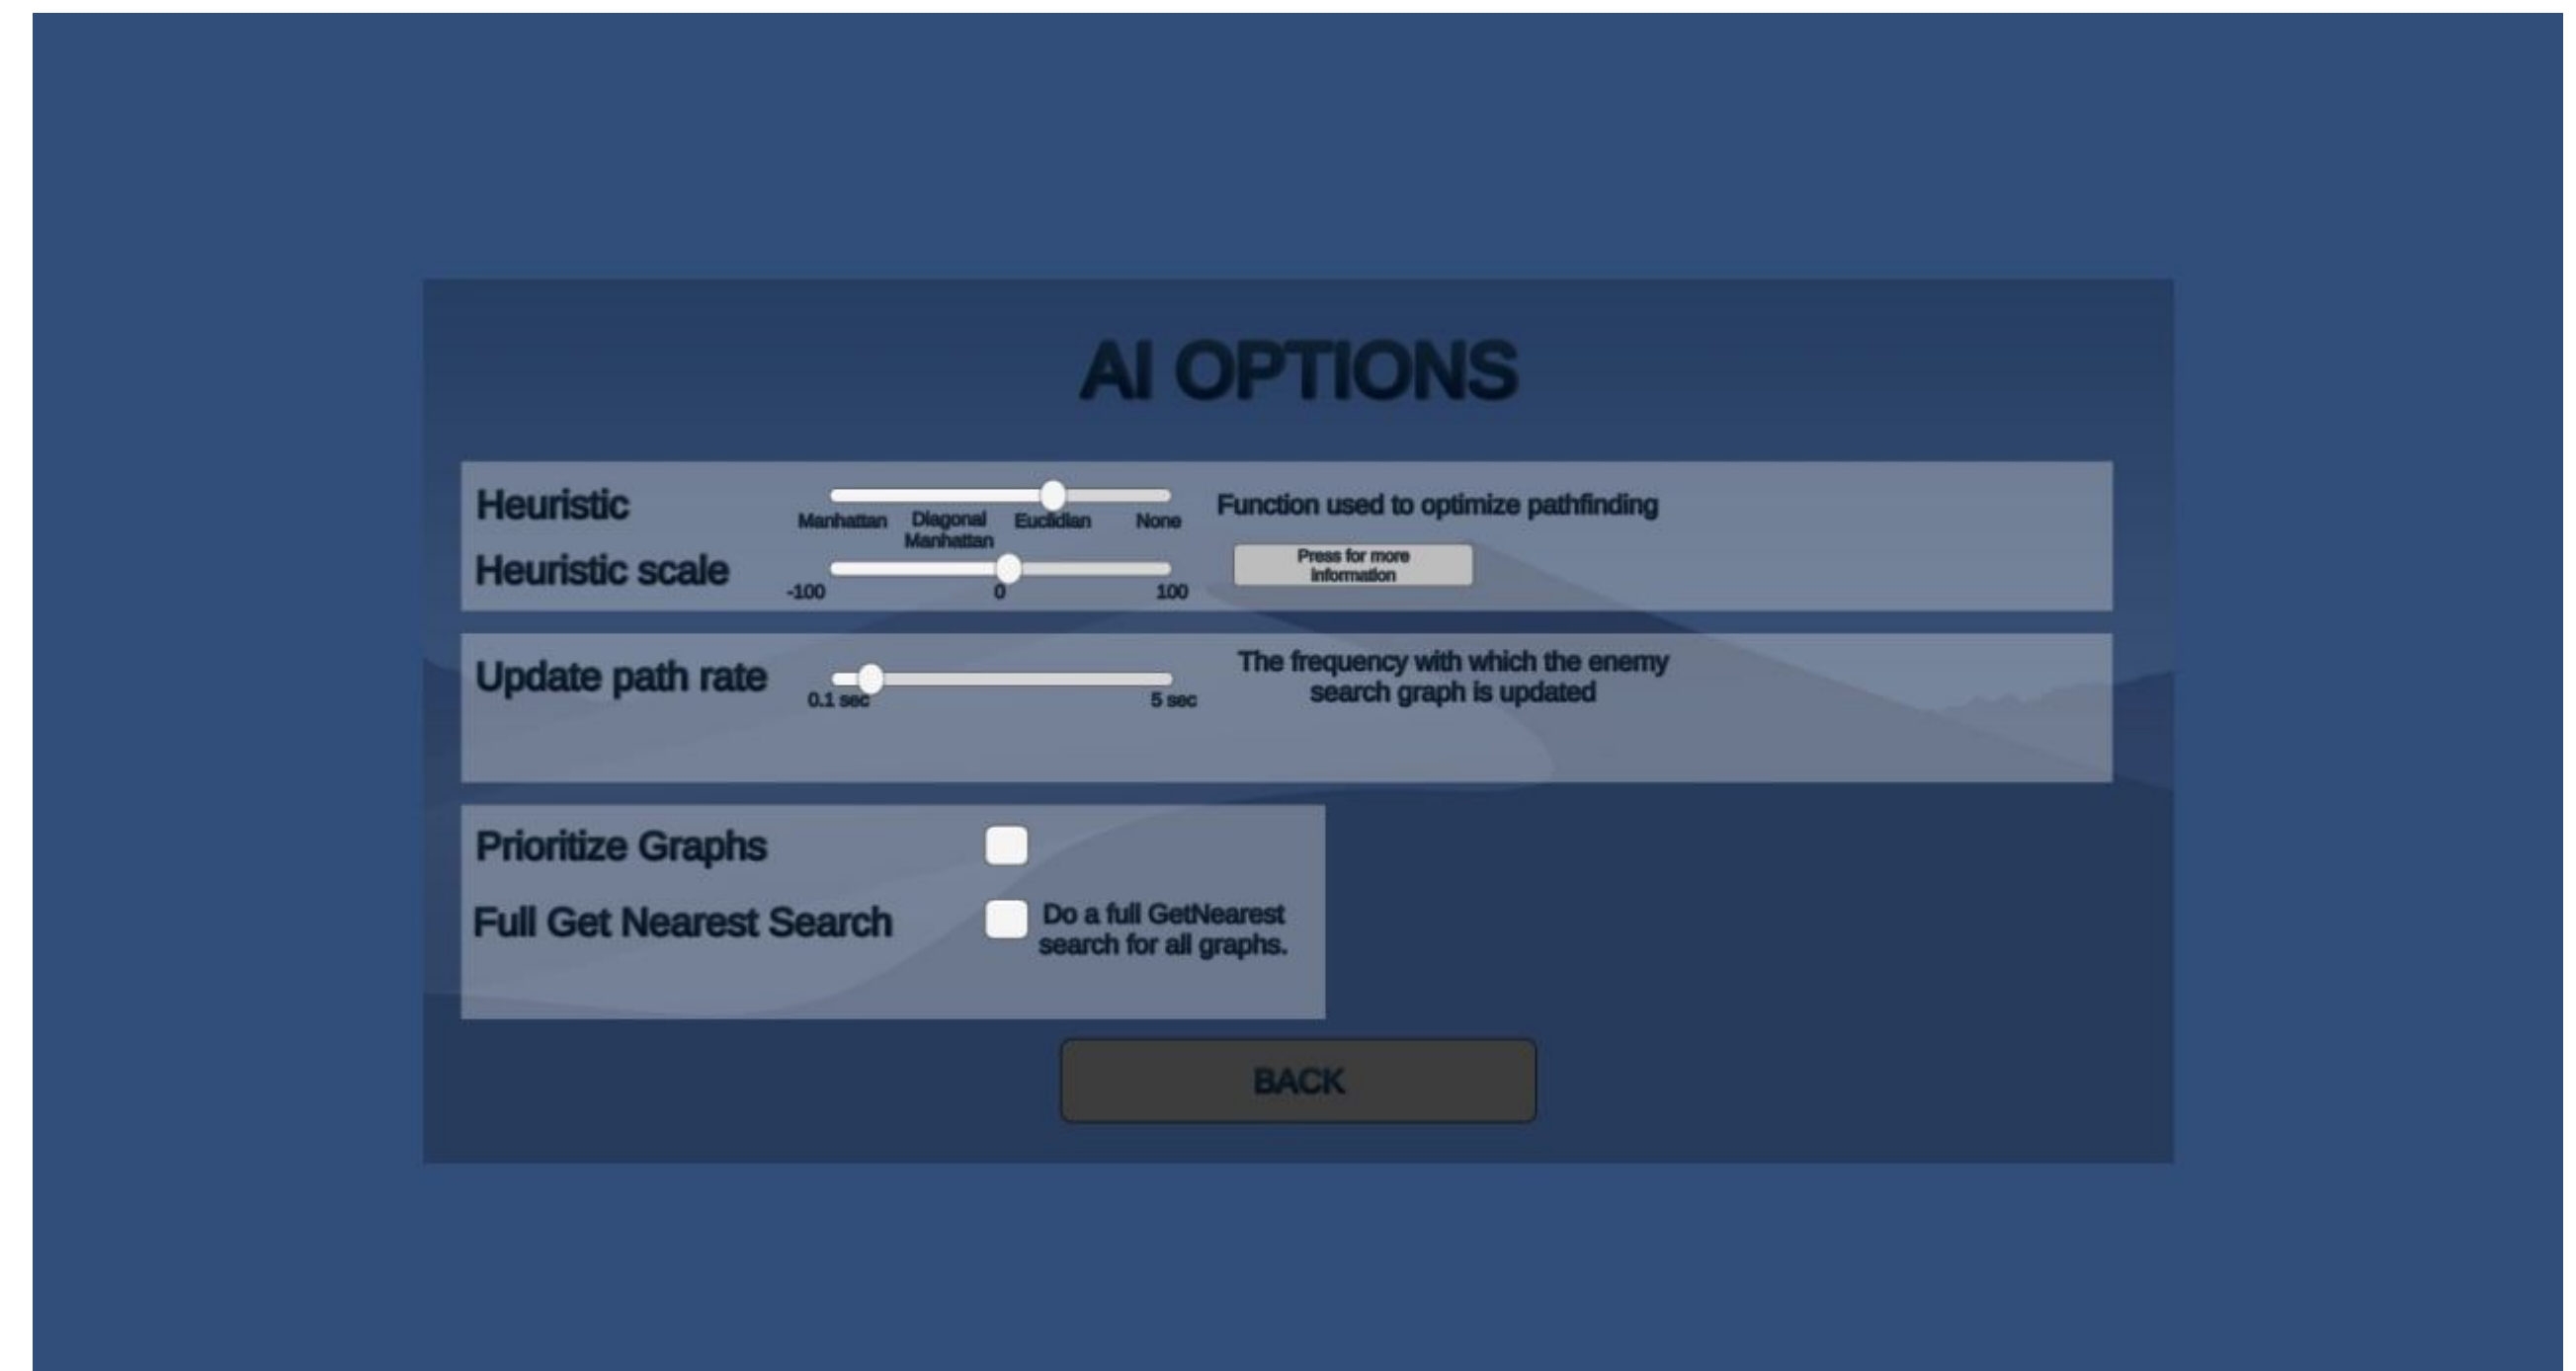 AI OPTIONS
Heuristic
Manhattan
Diagonal
Manhattan
Euclidian
None
Function used to optimize pathfinding
Heuristic scale
-100
0
100
Press for more
information
Update path rate
0.1 sec
5 sec
The frequency with which the enemy
search graph is updated
Prioritize Graphs
Full Get Nearest Search
Do a full GetNearest
search for all graphs.
BACK